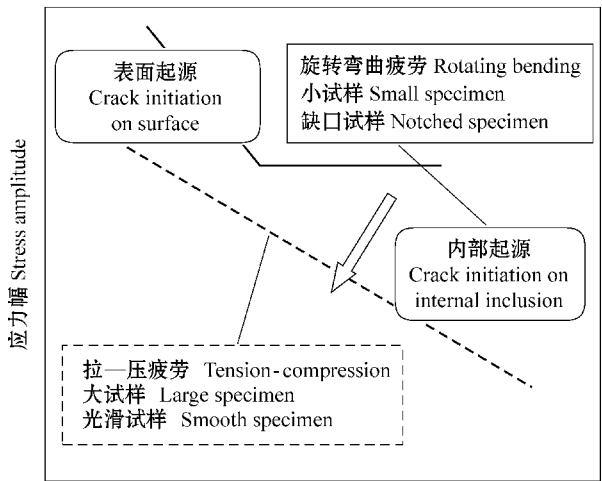 表面起源
Crack initiation
on surface
旋转弯曲疲劳 Rotating bending
小试样 Small specimen
缺口试样 Notched specimen
应力幅 Stress amplitude
内部起源
Crack initiation on
internal inclusion
拉—压疲劳 Tension-compression
大试样 Large specimen
光滑试样 Smooth specimen